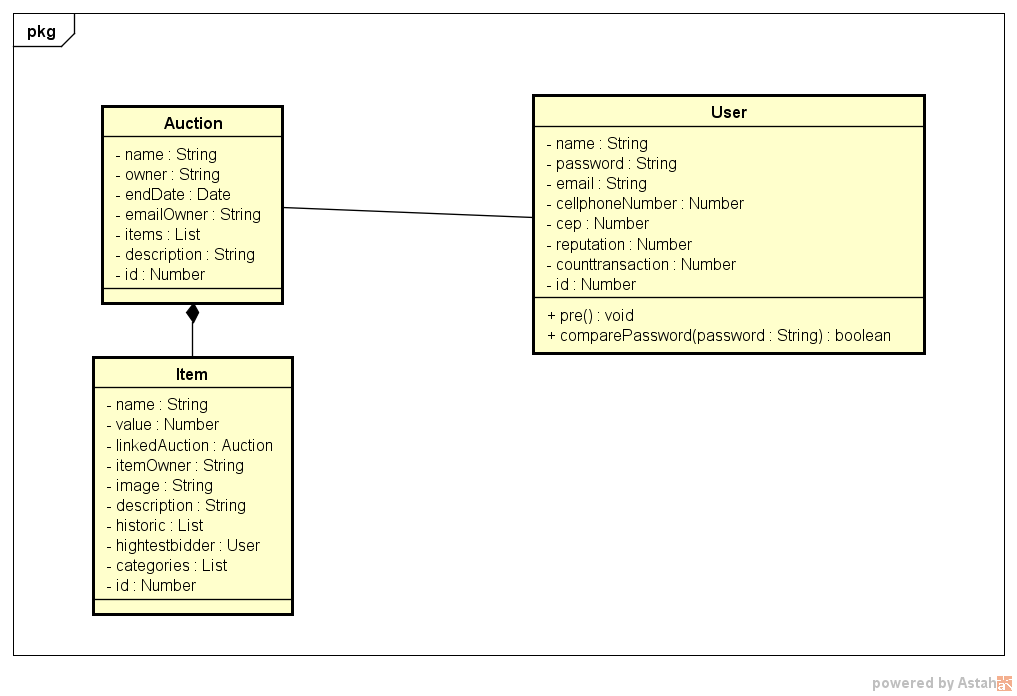 pkg
Auction
- name : String
- owner : String
- endDate : Date
- emailOwner : String
- items : List
- description : String
- id : Number
User
- name : String
- password : String
- email : String
- cellphoneNumber : Number
- cep : Number
- reputation : Number
- counttransaction : Number
- id : Number
+ pre() : void
+ comparePassword(password : String) : boolean
Item
- name : String
- value : Number
- linkedAuction : Auction
- itemOwner : String
- image : String
- description : String
- historic : List
- hightestbidder : User
- categories : List
- id : Number
powered by Astah